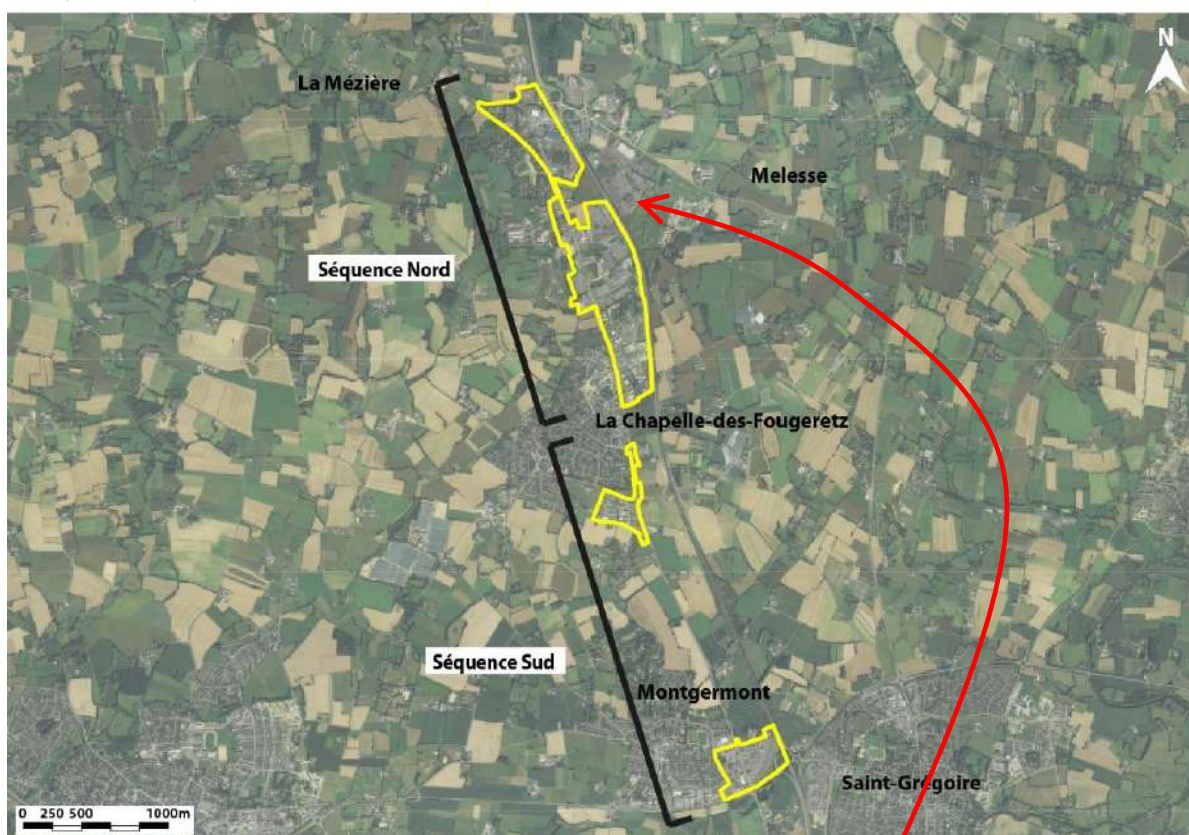 N
La Mézière
Melesse
Séquence Nord
La Chapelle-des-Fougeretz
Séquence Sud
Montgermont
Saint-Grégoire
0 250 500 1000m